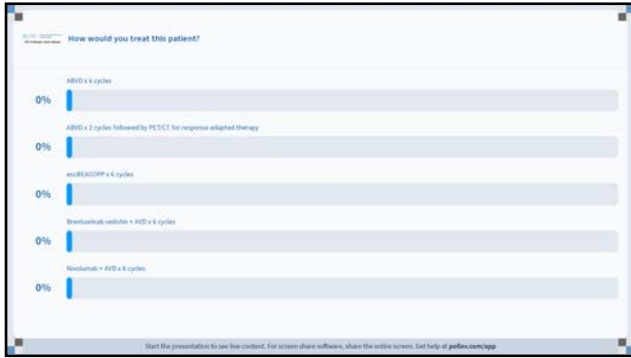 How would you treat this patient?
ABVD x 6 cycles
0%
ABVD x 2 cycles followed by PET/CT for response adapted therapy
0%
escBEACOPP x 6 cycles
0%
Brentuximab vedotin + AVD x 6 cycles
0%
Nivolumab + AVD x 6 cycles
0%
Start the presentation to see live content. For screen share software, share the entire screen. Get help at pollev.com/app